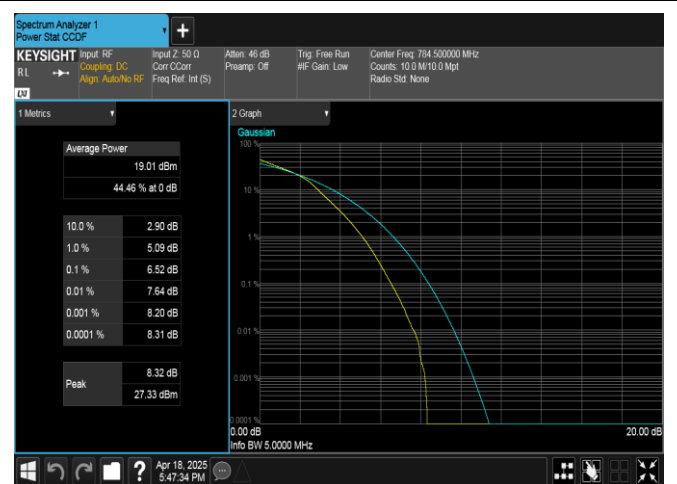 Spectrum Analyzer 1
Power Stat CCDF
+
KEYSIGHT
RL
LXI
Input: RF
Coupling: DC
Align: Auto/No RF
Input Z: 50 Ω
Corr CCorr
Freq Ref: Int (S)
Atten: 46 dB
Preamp: Off
Trig: Free Run
#IF Gain: Low
Center Freq: 784.500000 MHz
Counts: 10.0 M/10.0 Mpt
Radio Std: None
1 Metrics
Average Power
19.01 dBm
44.46 % at 0 dB
10.0 % 2.90 dB
1.0 % 5.09 dB
0.1 % 6.52 dB
0.01 % 7.64 dB
0.001 % 8.20 dB
0.0001 % 8.31 dB
Peak
8.32 dB
27.33 dBm
2 Graph
Gaussian
100 %
10 %
1 %
0.1 %
0.01 %
0.001 %
0.0001 %
0.00 dB
20.00 dB
Info BW 5.0000 MHz
?
Apr 18, 2025
5:47:34 PM